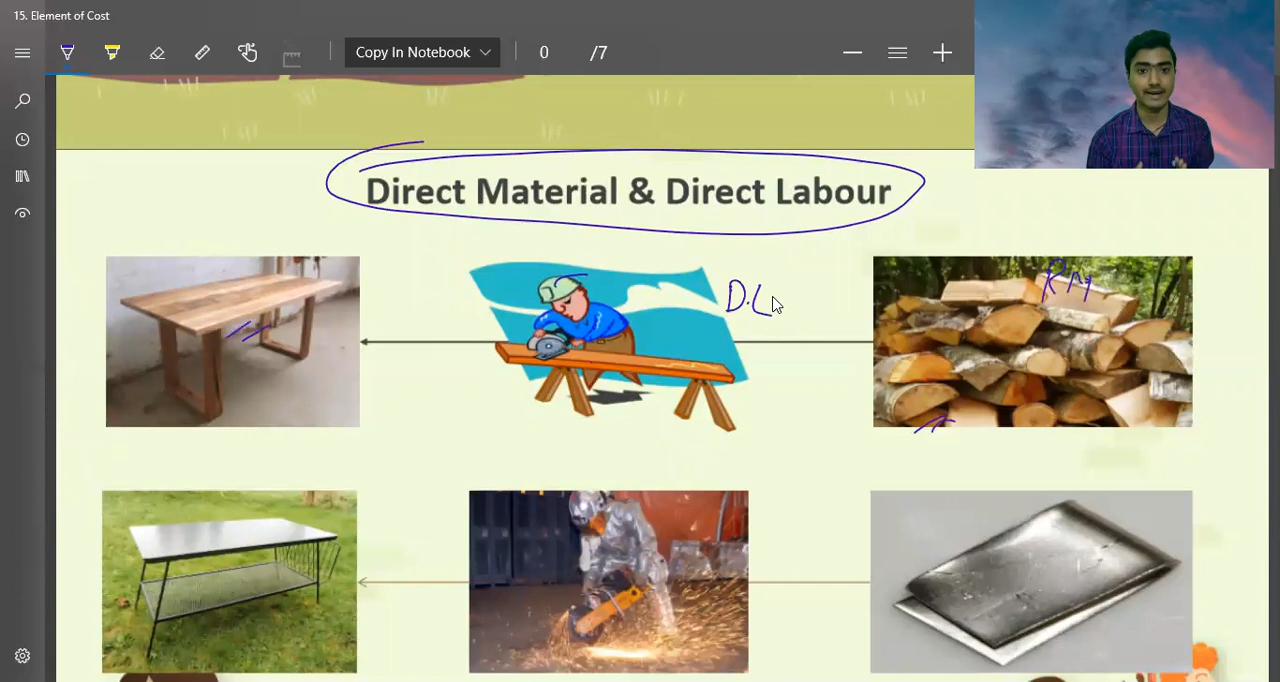 15. Element of Cost
Copy In Notebook
0 /7
Direct Material & Direct Labour
D.L
RM